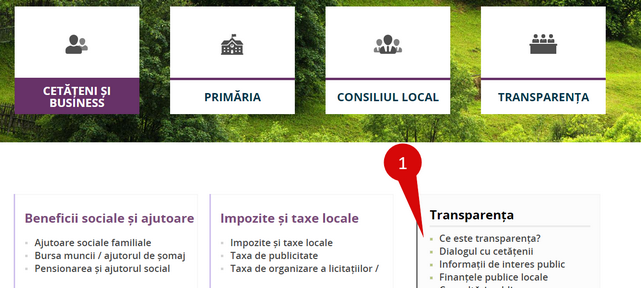 CETĂȚENI ȘI
BUSINESS
PRIMĂRIA
CONSILIUL LOCAL
TRANSPARENȚA
1
Beneficii sociale și ajutoare
Ajutoare sociale familiale
Bursa muncii / ajutorul de șomaj
Pensionarea și ajutorul social
Impozite și taxe locale
Impozite și taxe locale
Taxa de publicitate
Taxa de organizare a licitațiilor /
Transparența
Ce este transparența?
Dialogul cu cetățenii
Informații de interes public
Finanțele publice locale